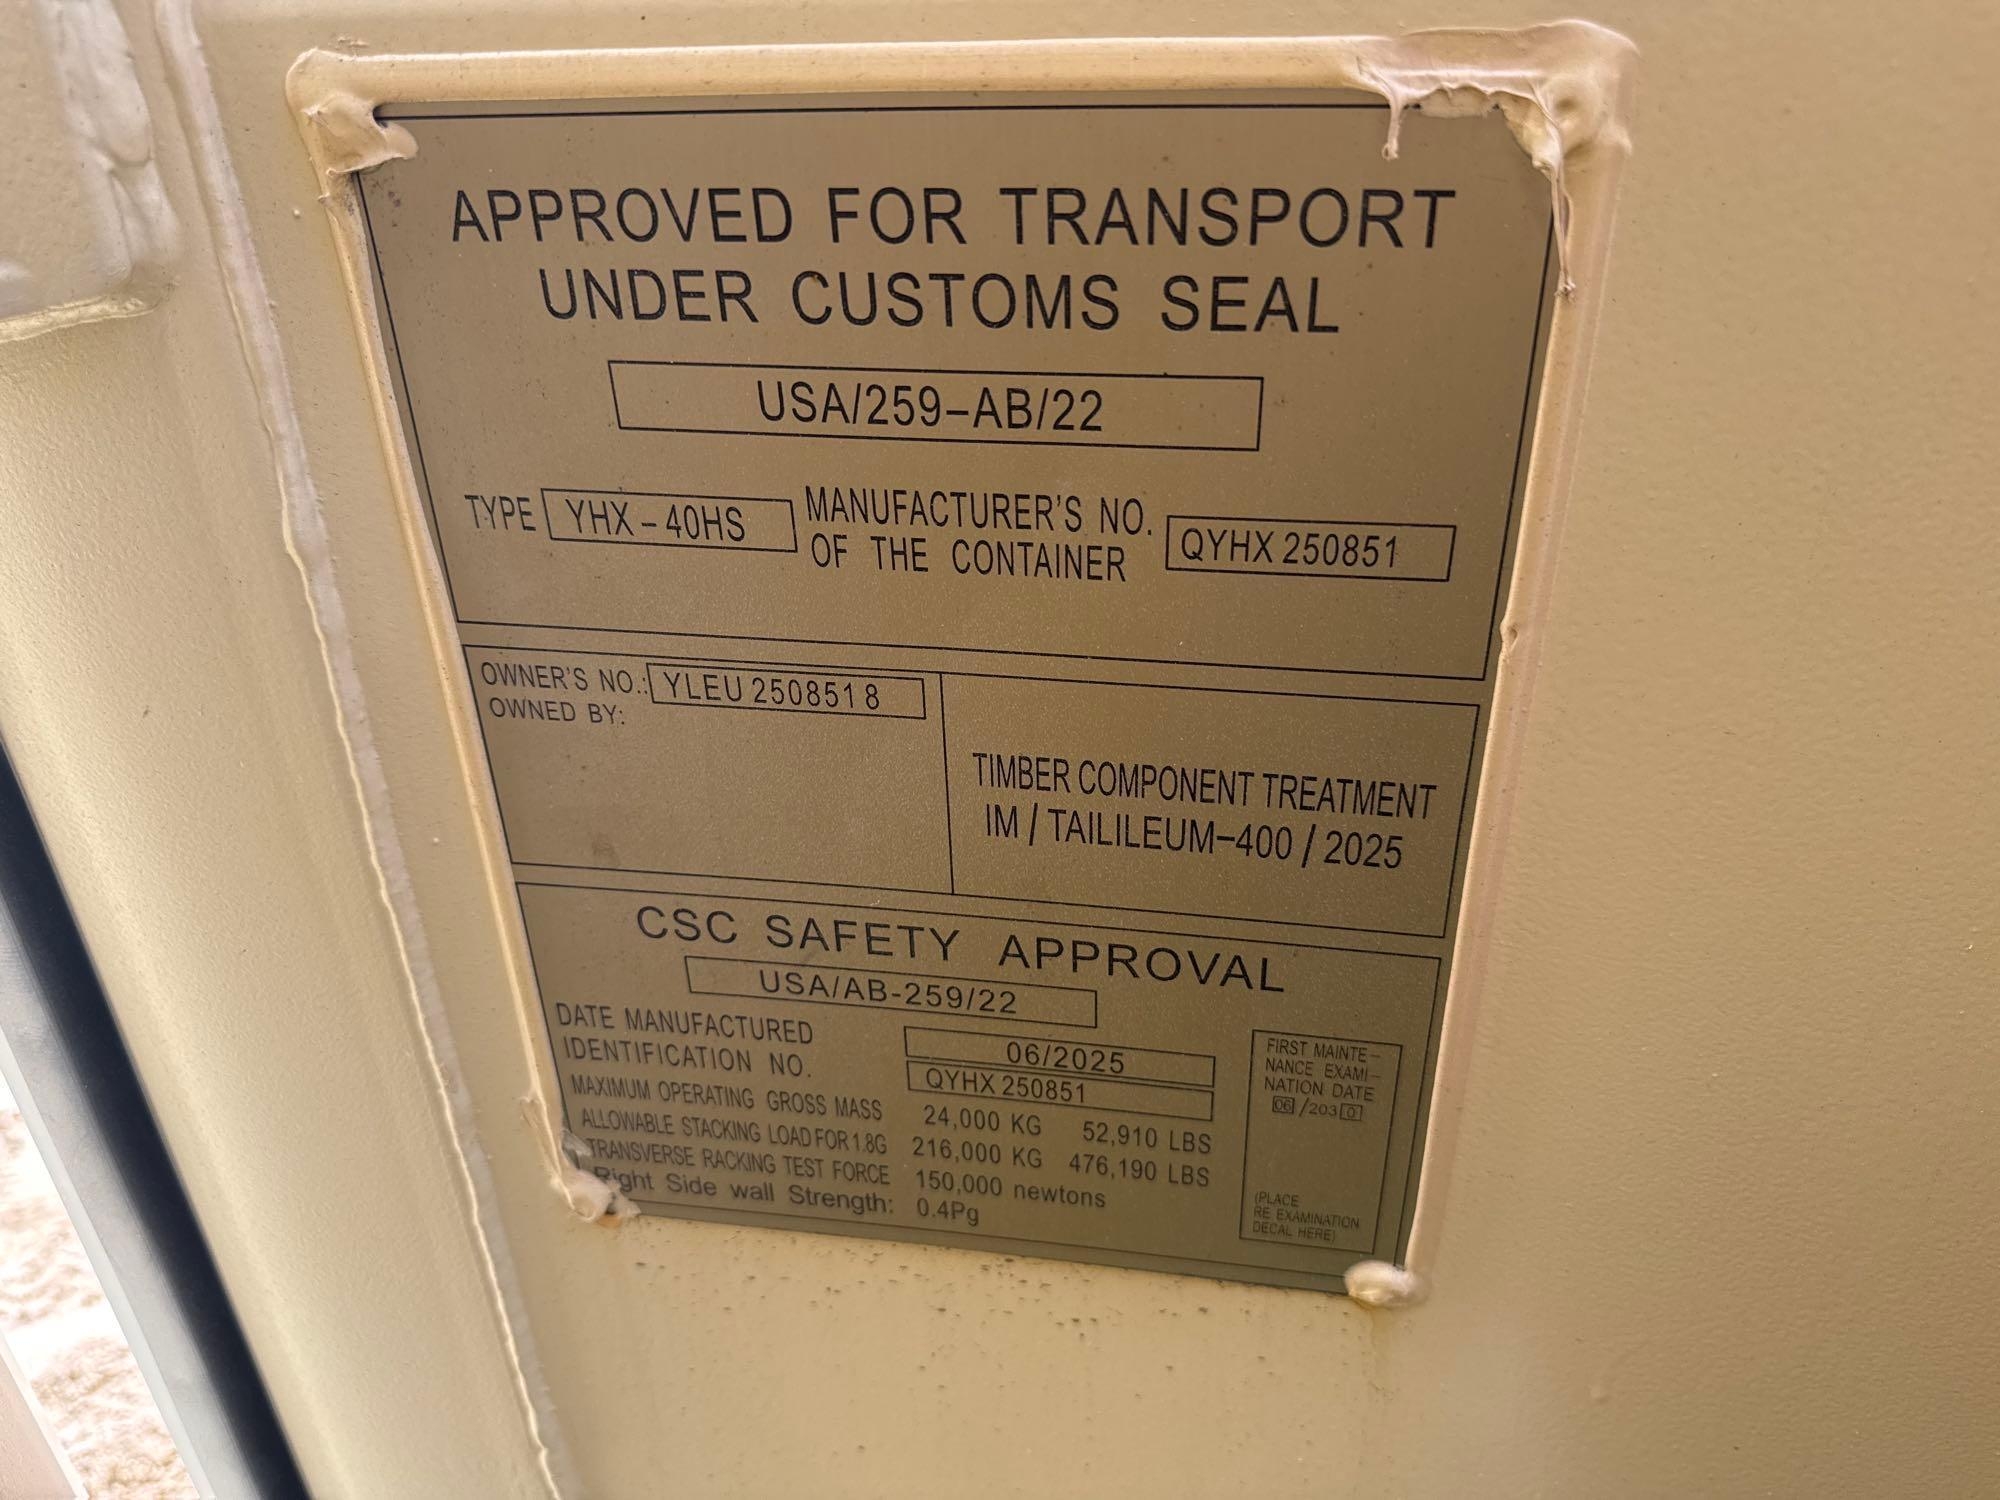 APPROVED FOR TRANSPORT
UNDER CUSTOMS SEAL
USA/259-AB/22
TYPE YHX-40HS MANUFACTURER'S NO. OF THE CONTAINER QYHX 250851
OWNER'S NO.: YLEU 250851 8
OWNED BY:
TIMBER COMPONENT TREATMENT
IM / TAILILEUM-400 / 2025
CSC SAFETY APPROVAL
USA/AB-259/22
DATE MANUFACTURED 06/2025
IDENTIFICATION NO. QYHX 250851
MAXIMUM OPERATING GROSS MASS 24,000 KG 52,910 LBS
ALLOWABLE STACKING LOAD FOR 1.8G 216,000 KG 476,190 LBS
TRANSVERSE RACKING TEST FORCE 150,000 newtons
Right Side wall Strength: 0.4Pg
FIRST MAINTE-
NANCE EXAMI-
NATION DATE
06/2030
(PLACE
RE EXAMINATION
DECAL HERE)